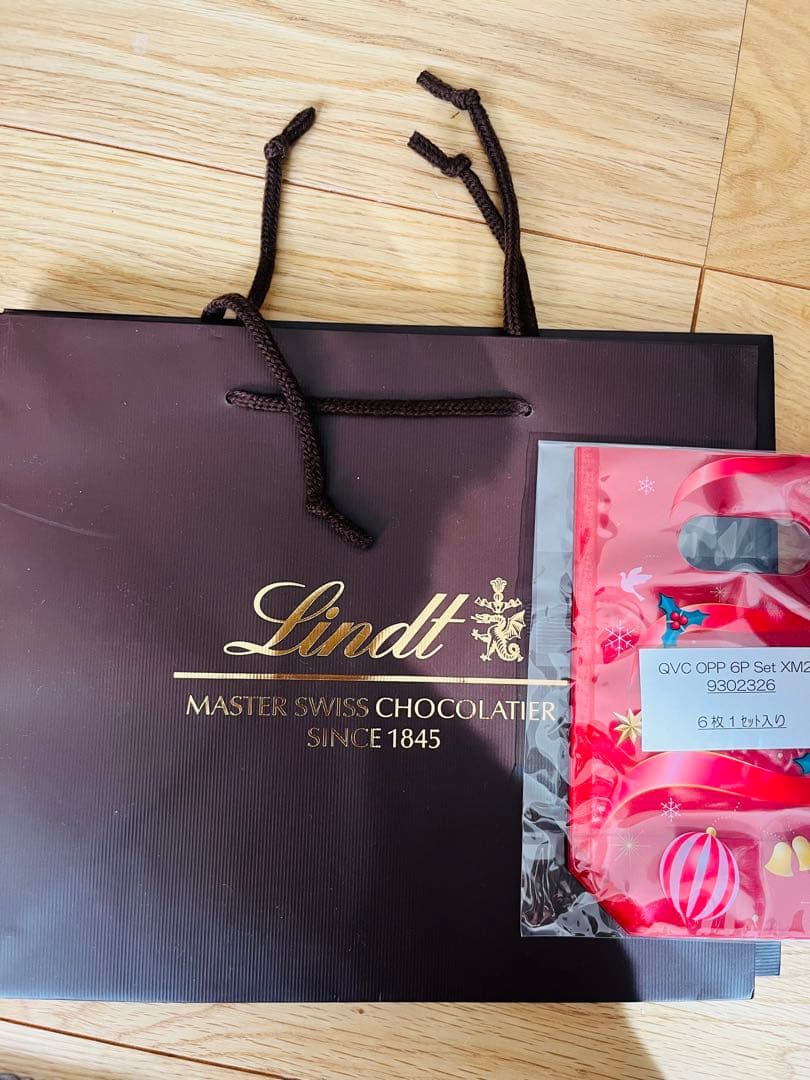 Lindt
MASTER SWISS CHOCOLATIER
SINCE 1845
QVC OPP 6P Set XM2
9302326
6枚1ｾｯﾄ入り